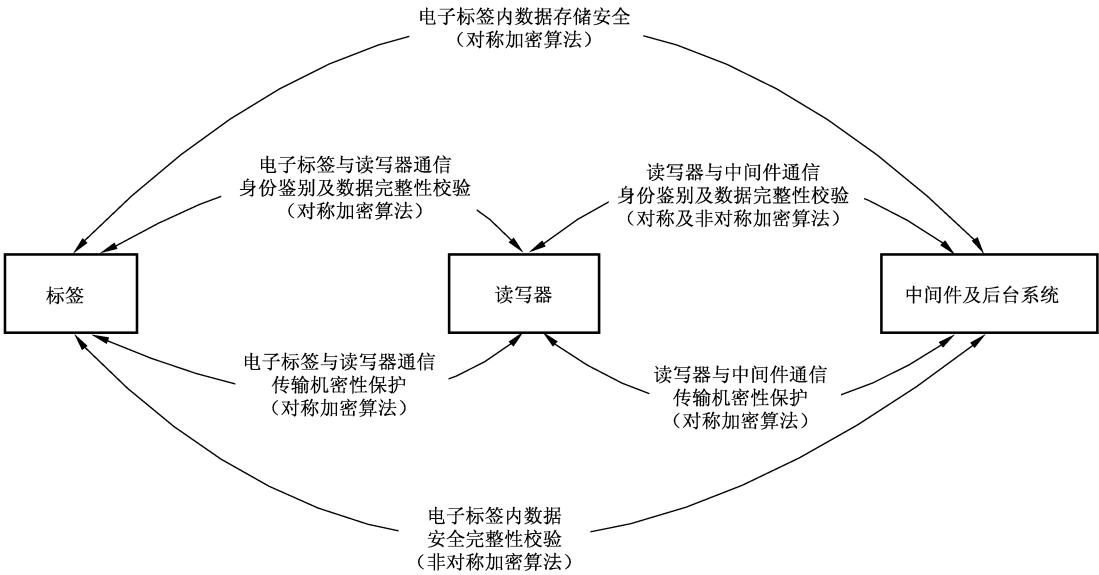 电子标签内数据存储安全
（对称加密算法）
电子标签与读写器通信
身份鉴别及数据完整性校验
（对称加密算法）
读写器与中间件通信
身份鉴别及数据完整性校验
（对称及非对称加密算法）
标签
读写器
中间件及后台系统
电子标签与读写器通信
传输机密性保护
（对称加密算法）
读写器与中间件通信
传输机密性保护
（对称加密算法）
电子标签内数据
安全完整性校验
（非对称加密算法）